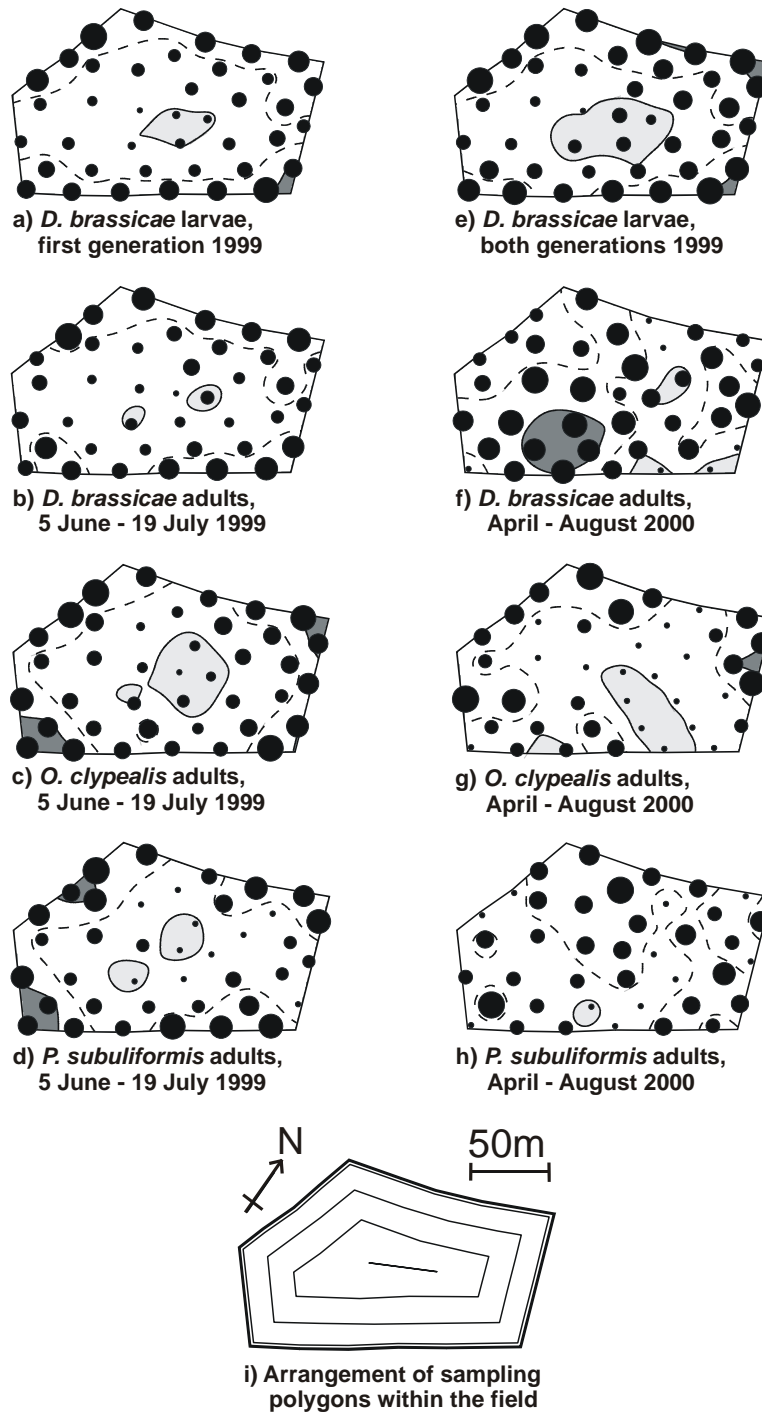 a) D. brassicae larvae,
first generation 1999
e) D. brassicae larvae,
both generations 1999
b) D. brassicae adults,
5 June - 19 July 1999
f) D. brassicae adults,
April - August 2000
c) O. clypealis adults,
5 June - 19 July 1999
g) O. clypealis adults,
April - August 2000
d) P. subuliformis adults,
5 June - 19 July 1999
h) P. subuliformis adults,
April - August 2000
N
50m
i) Arrangement of sampling
polygons within the field